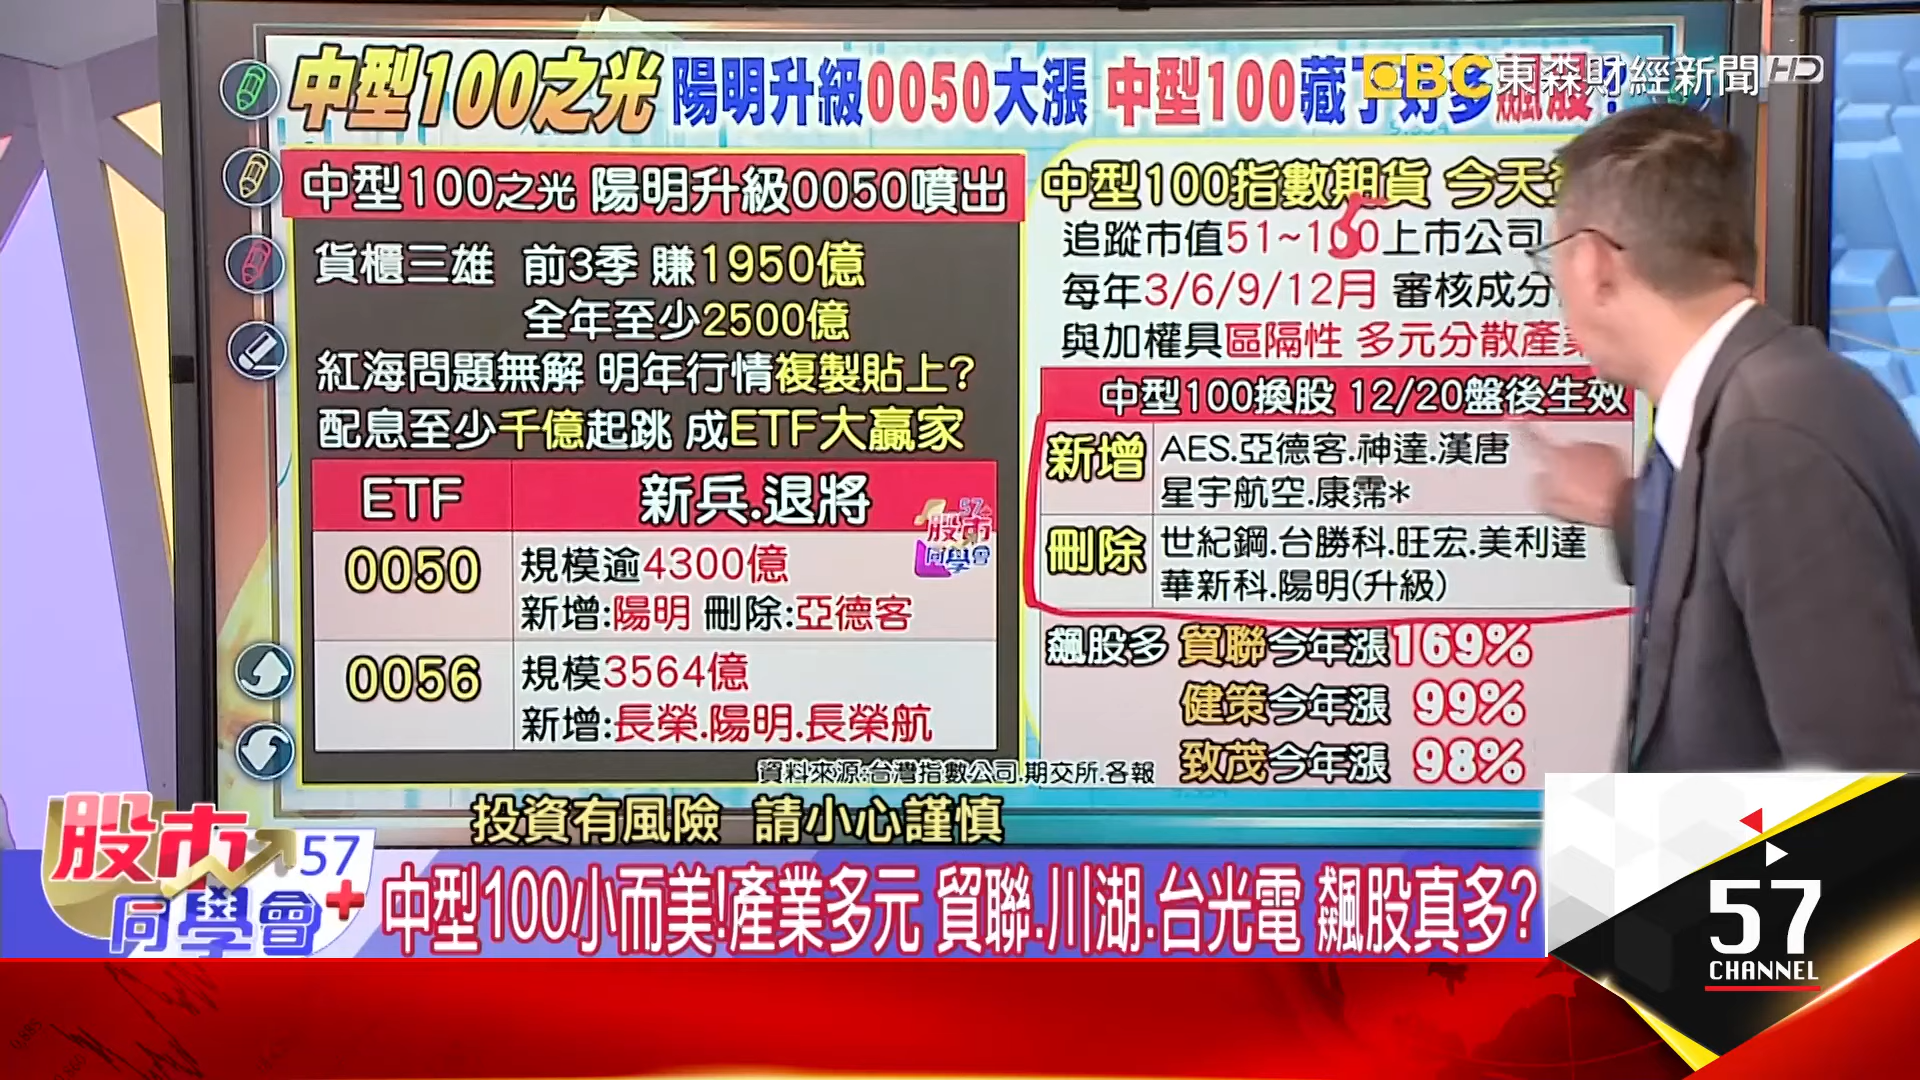 中型100之光 陽明升級0050大漲 中型100藏了好多飆股?
EBC東森財經新聞HD
中型100之光 陽明升級0050噴出
貨櫃三雄 前3季 賺1950億
全年至少2500億
紅海問題無解 明年行情複製貼上?
配息至少千億起跳 成ETF大贏家
ETF 新兵.退將
0050 規模逾4300億
新增:陽明 刪除:亞德客
0056 規模3564億
新增:長榮.陽明.長榮航
57
股市
同學會
中型100指數期貨 今天
追蹤市值51~100上市公司
5
每年3/6/9/12月 審核成分
與加權具區隔性 多元分散產業
中型100換股 12/20盤後生效
新增 AES.亞德客.神達.漢唐
星宇航空.康霈*
刪除 世紀鋼.台勝科.旺宏.美利達
華新科.陽明(升級)
飆股多 貿聯今年漲169%
健策今年漲 99%
致茂今年漲 98%
資料來源:台灣指數公司.期交所.各報
投資有風險 請小心謹慎
股市57
同學會+
中型100小而美!產業多元 貿聯.川湖.台光電 飆股真多?
57
CHANNEL